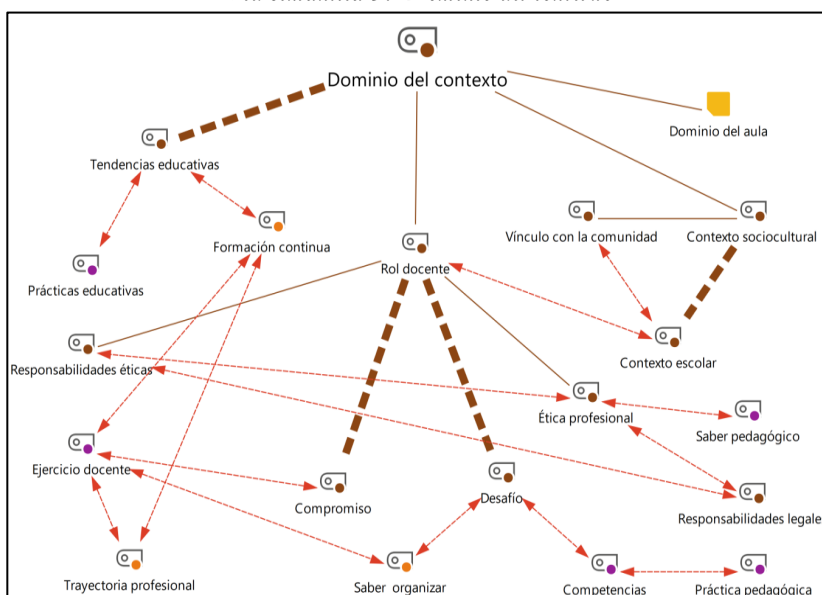 Dominio del contexto
Dominio del aula
Tendencias educativas
Vínculo con la comunidad
Contexto sociocultural
Formación continua
Rol docente
Prácticas educativas
Contexto escolar
Responsabilidades éticas
Ética profesional
Saber pedagógico
Ejercicio docente
Compromiso
Desafío
Responsabilidades legale
Trayectoria profesional
Saber organizar
Competencias
Práctica pedagógica